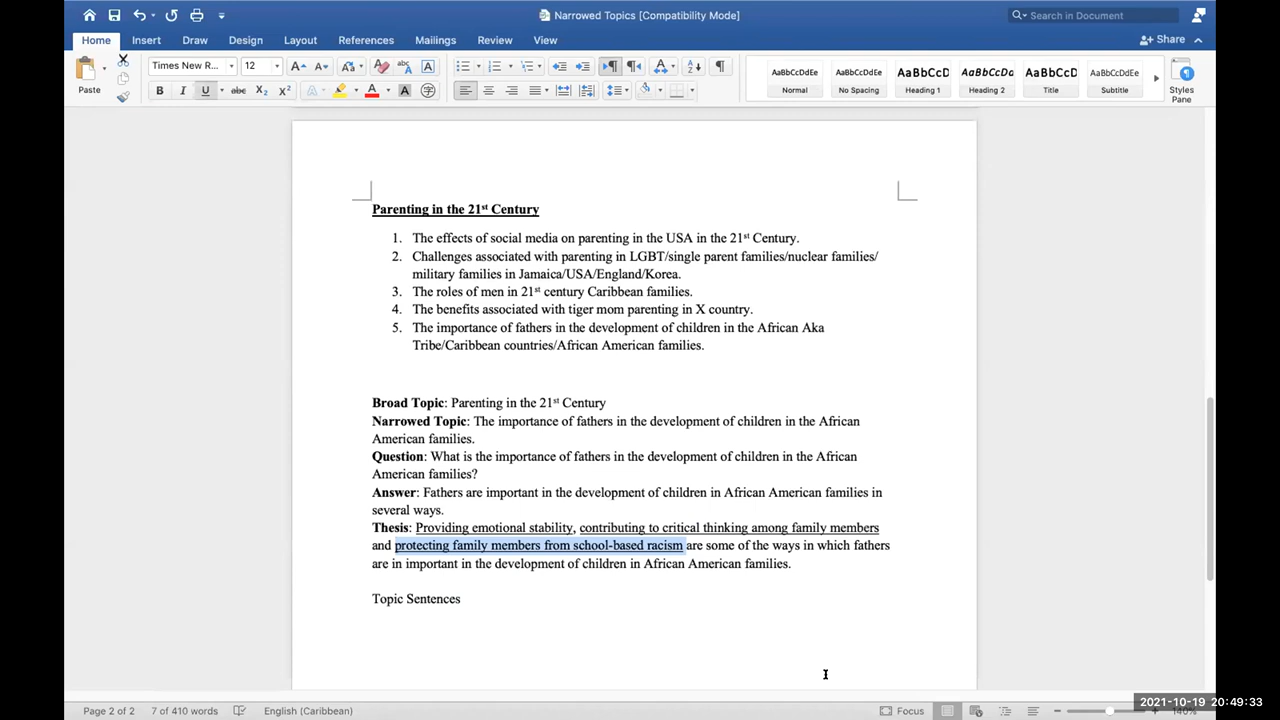 Narrowed Topics [Compatibility Mode]
Search in Document
Home Insert Draw Design Layout References Mailings Review View
Share
Paste
Times New R...
12
AaBbCcDdEe AaBbCcDdEe AaBbCcD AaBbCcDd AaBbCcD AaBbCcDdEe
Normal No Spacing Heading 1 Heading 2 Title Subtitle
Styles
Pane
Parenting in the 21st Century
1. The effects of social media on parenting in the USA in the 21st Century.
2. Challenges associated with parenting in LGBT/single parent families/nuclear families/
military families in Jamaica/USA/England/Korea.
3. The roles of men in 21st century Caribbean families.
4. The benefits associated with tiger mom parenting in X country.
5. The importance of fathers in the development of children in the African Aka
Tribe/Caribbean countries/African American families.
Broad Topic: Parenting in the 21st Century
Narrowed Topic: The importance of fathers in the development of children in the African
American families.
Question: What is the importance of fathers in the development of children in the African
American families?
Answer: Fathers are important in the development of children in African American families in
several ways.
Thesis: Providing emotional stability, contributing to critical thinking among family members
and protecting family members from school-based racism are some of the ways in which fathers
are in important in the development of children in African American families.
Topic Sentences
2021-10-19 20:49:33
Page 2 of 2 7 of 410 words English (Caribbean) Focus 140%